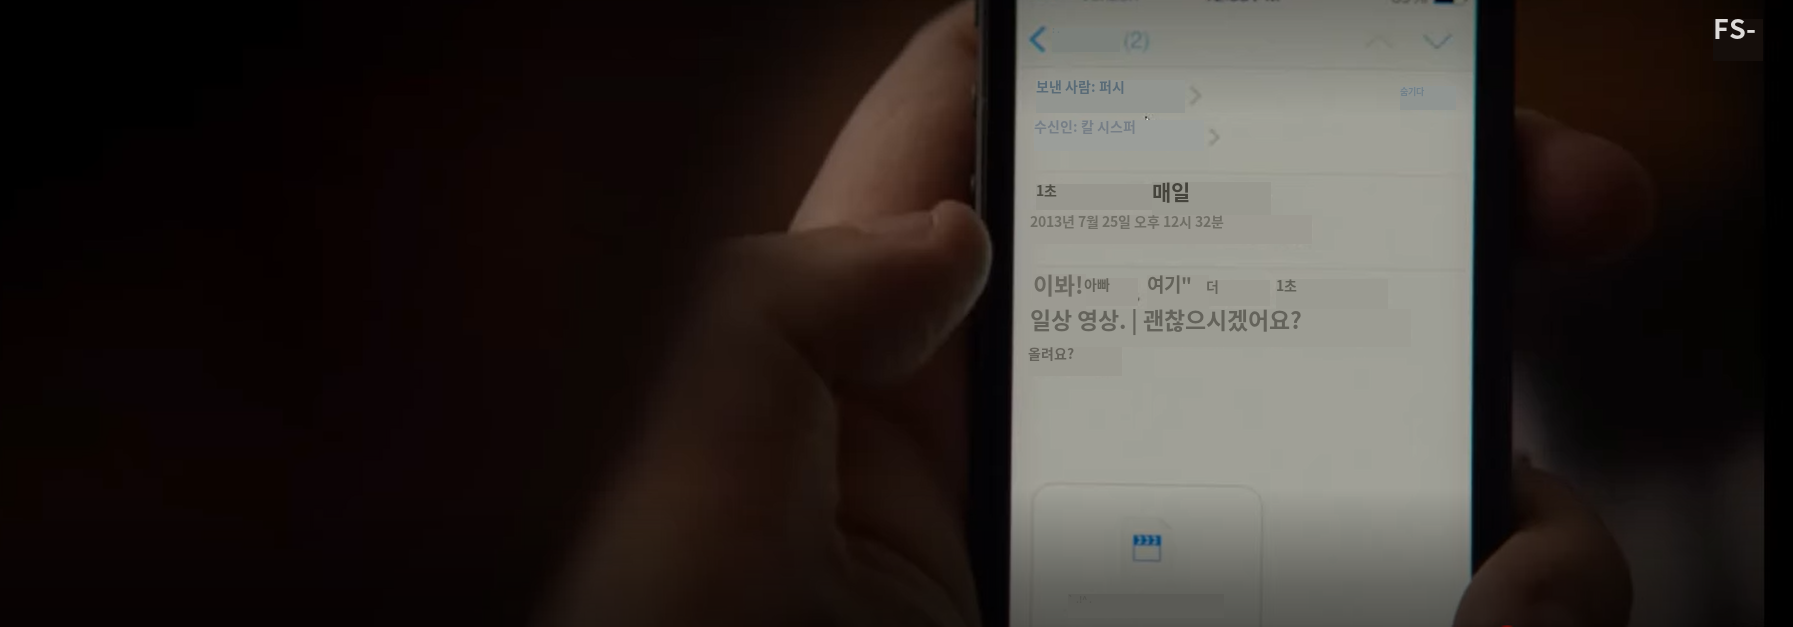 FS-
(2)
보낸 사람: 퍼시
숨기다
수신인: 칼 시스퍼
1초 매일
2013년 7월 25일 오후 12시 32분
이봐! 아빠, 여기" 더 1초
일상 영상. | 괜찮으시겠어요?
올려요?